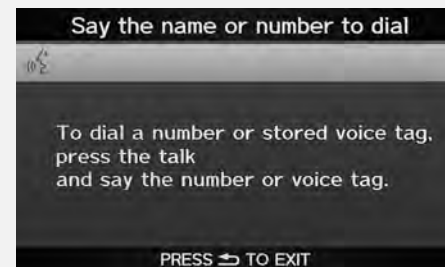 Say the name or number to dial
To dial a number or stored voice tag,
press the talk
and say the number or voice tag.
PRESS TO EXIT